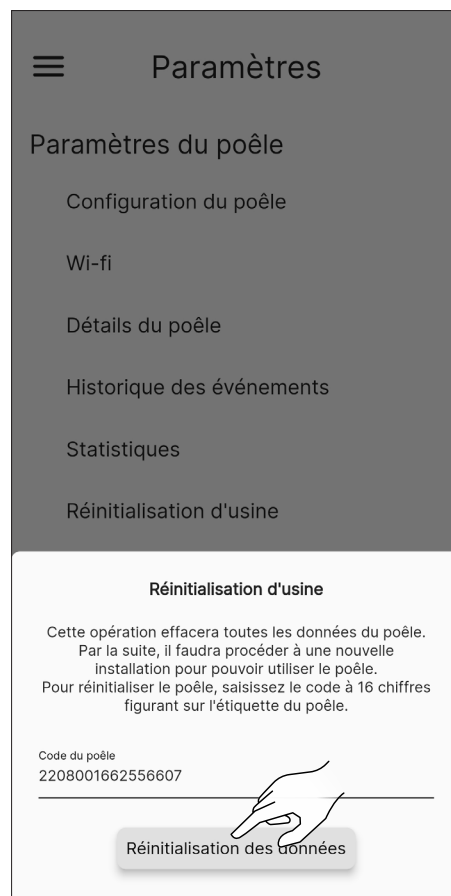 Paramètres
Paramètres du poêle
Configuration du poêle
Wi-fi
Détails du poêle
Historique des événements
Statistiques
Réinitialisation d'usine
Réinitialisation d'usine
Cette opération effacera toutes les données du poêle.
Par la suite, il faudra procéder à une nouvelle
installation pour pouvoir utiliser le poêle.
Pour réinitialiser le poêle, saisissez le code à 16 chiffres
figurant sur l'étiquette du poêle.
Code du poêle
2208001662556607
Réinitialisation des données